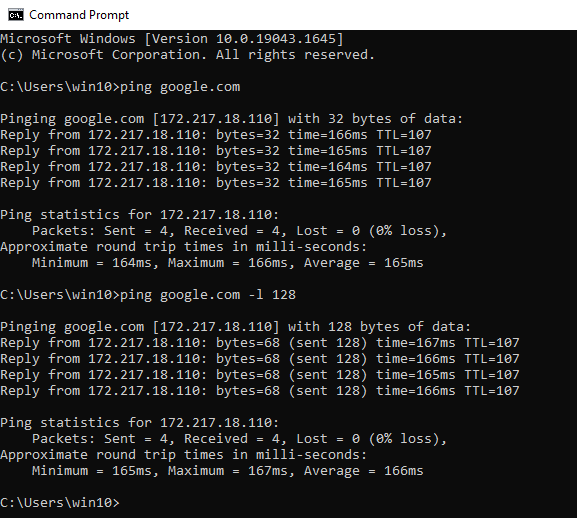 Command Prompt
Microsoft Windows [Version 10.0.19043.1645]
(c) Microsoft Corporation. All rights reserved.
C:\Users\win10>ping google.com
Pinging google.com [172.217.18.110] with 32 bytes of data:
Reply from 172.217.18.110: bytes=32 time=166ms TTL=107
Reply from 172.217.18.110: bytes=32 time=165ms TTL=107
Reply from 172.217.18.110: bytes=32 time=164ms TTL=107
Reply from 172.217.18.110: bytes=32 time=165ms TTL=107
Ping statistics for 172.217.18.110:
    Packets: Sent = 4, Received = 4, Lost = 0 (0% loss),
Approximate round trip times in milli-seconds:
    Minimum = 164ms, Maximum = 166ms, Average = 165ms
C:\Users\win10>ping google.com -l 128
Pinging google.com [172.217.18.110] with 128 bytes of data:
Reply from 172.217.18.110: bytes=68 (sent 128) time=167ms TTL=107
Reply from 172.217.18.110: bytes=68 (sent 128) time=166ms TTL=107
Reply from 172.217.18.110: bytes=68 (sent 128) time=165ms TTL=107
Reply from 172.217.18.110: bytes=68 (sent 128) time=166ms TTL=107
Ping statistics for 172.217.18.110:
    Packets: Sent = 4, Received = 4, Lost = 0 (0% loss),
Approximate round trip times in milli-seconds:
    Minimum = 165ms, Maximum = 167ms, Average = 166ms
C:\Users\win10>